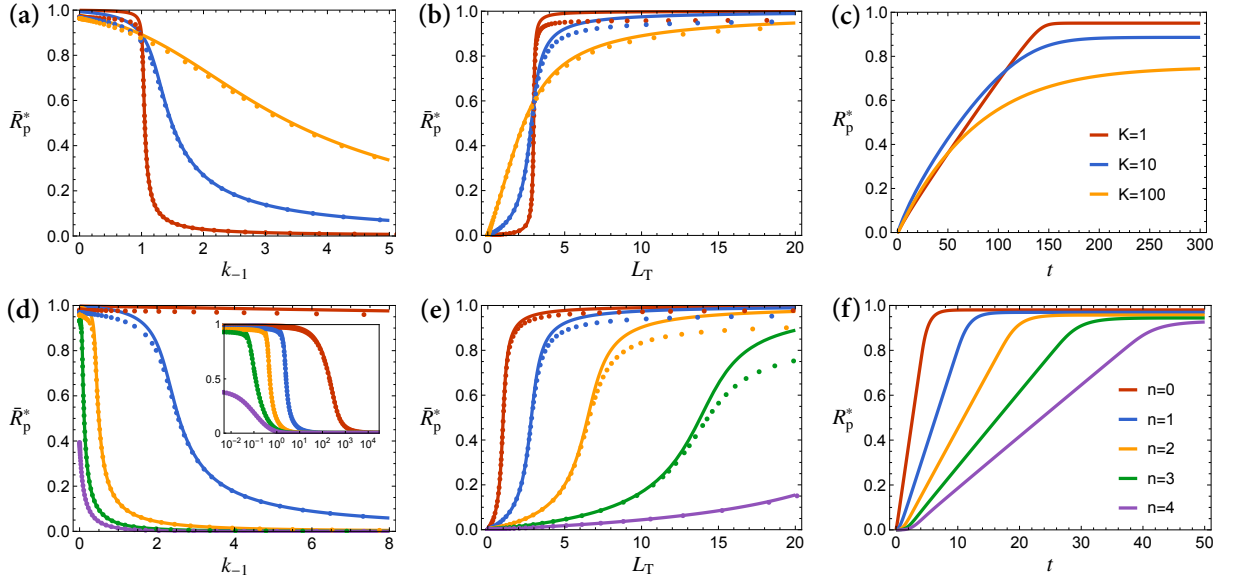 (a)
R̄*p
1.0
0.8
0.6
0.4
0.2
0.0
0 1 2 3 4 5
k−1
(b)
R̄*p
1.0
0.8
0.6
0.4
0.2
0.0
0 5 10 15 20
LT
(c)
R*p
1.0
0.8
0.6
0.4
0.2
0.0
K=1
K=10
K=100
0 50 100 150 200 250 300
t
(d)
R̄*p
1.0
0.8
0.6
0.4
0.2
0.0
1
0.5
0
10⁻² 10⁻¹ 10⁰ 10¹ 10² 10³ 10⁴
0 2 4 6 8
k−1
(e)
R̄*p
1.0
0.8
0.6
0.4
0.2
0.0
0 5 10 15 20
LT
(f)
R*p
1.0
0.8
0.6
0.4
0.2
0.0
n=0
n=1
n=2
n=3
n=4
0 10 20 30 40 50
t